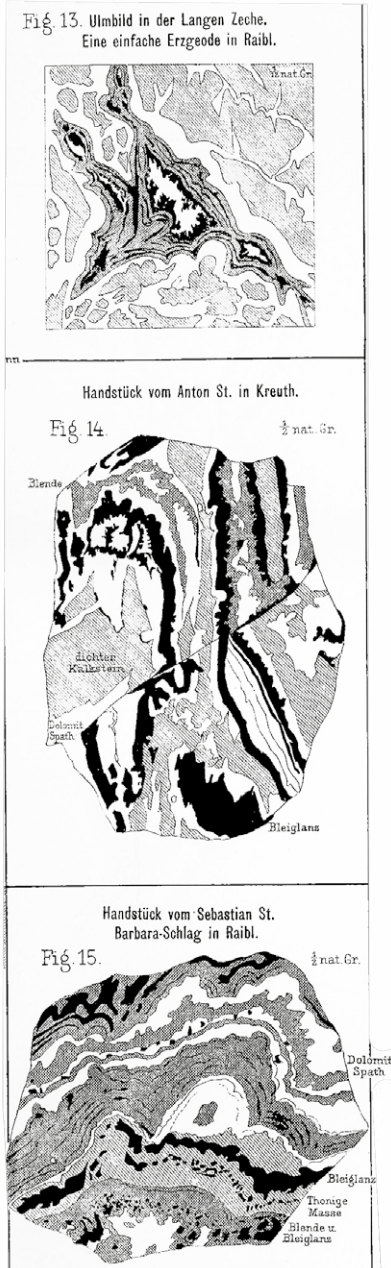 Fig. 13. Ulmbild in der Langen Zeche.
Eine einfache Erzgeode in Raibl.
½ nat. Gr.
nn
Handstück vom Anton St. in Kreuth.
Fig. 14.
½ nat. Gr.
Blende
dichter
Kalkstein
Dolomit
Spath
Bleiglanz
Handstück vom Sebastian St.
Barbara-Schlag in Raibl.
Fig. 15.
½ nat. Gr.
Dolomit
Spath
Bleiglanz
Thonige
Masse
Blende u.
Bleiglanz